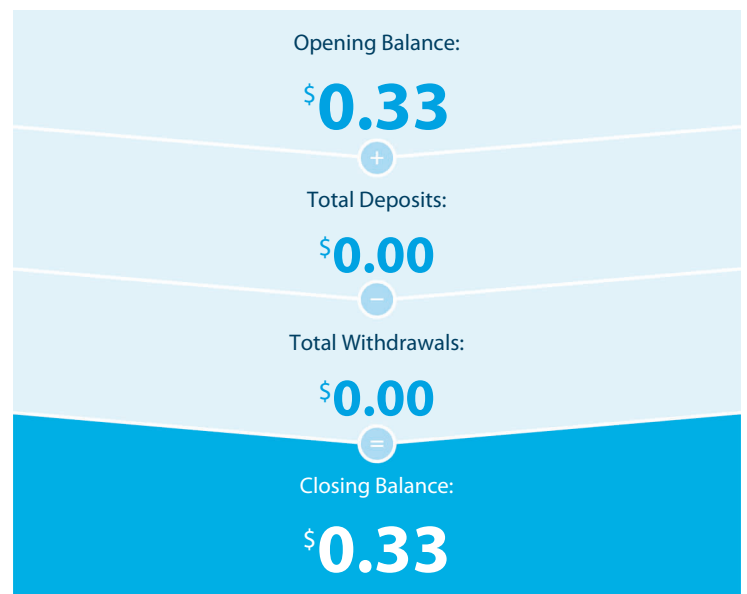 Opening Balance:
$0.33
+
Total Deposits:
$0.00
−
Total Withdrawals:
$0.00
=
Closing Balance:
$0.33